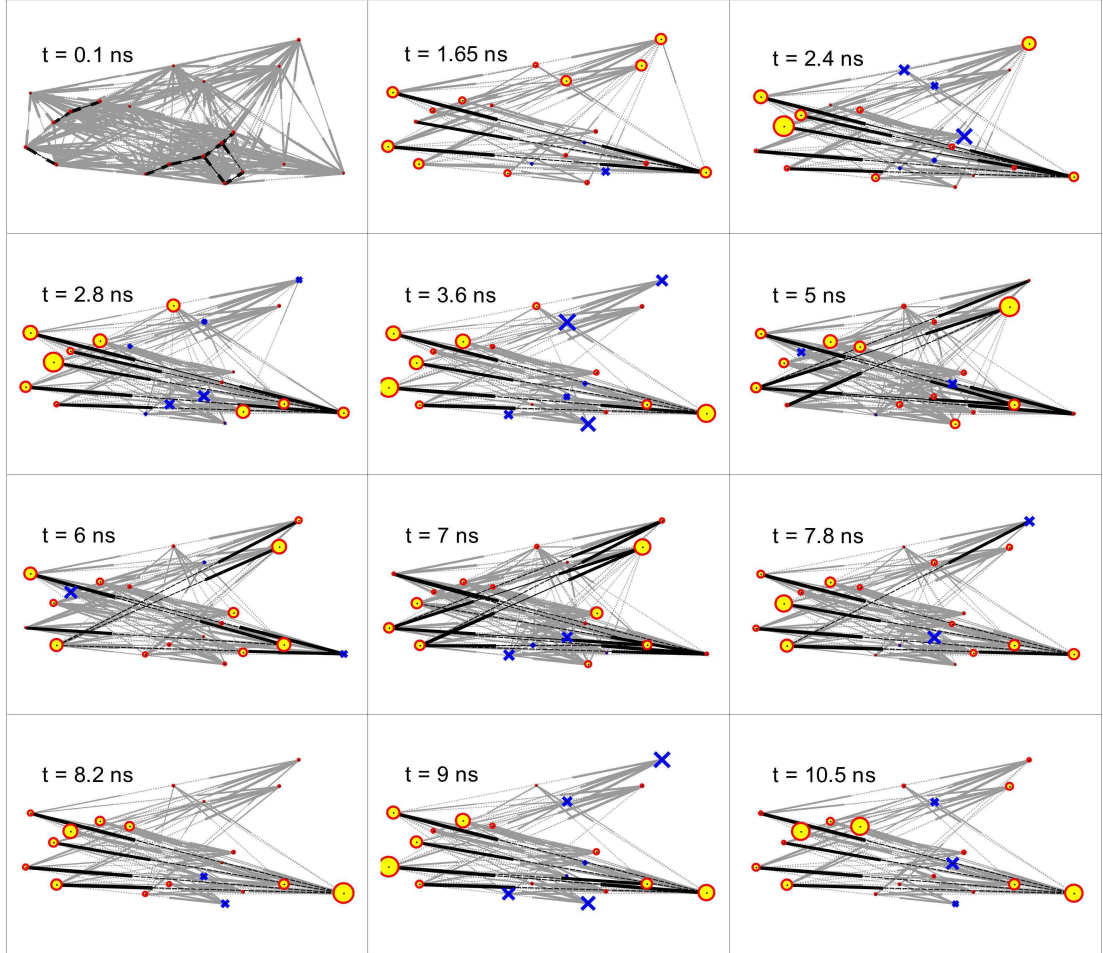 t = 0.1 ns
t = 1.65 ns
t = 2.4 ns
t = 2.8 ns
t = 3.6 ns
t = 5 ns
t = 6 ns
t = 7 ns
t = 7.8 ns
t = 8.2 ns
t = 9 ns
t = 10.5 ns